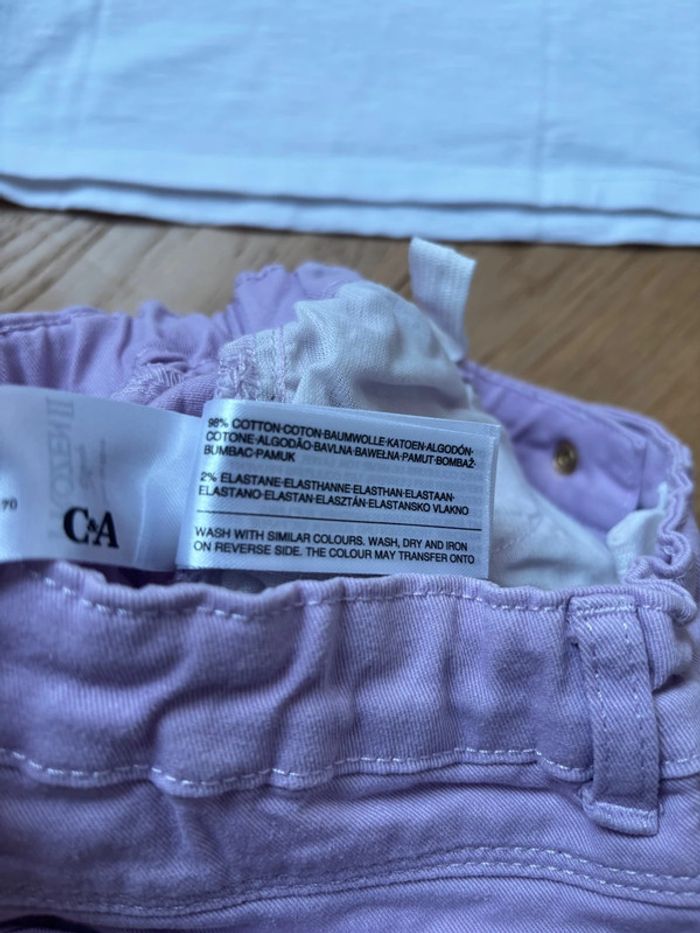 98% COTTON·COTON·BAUMWOLLE·KATOEN·ALGODÓN·
COTONE·ALGODÃO·BAVLNA·BAWEŁNA·PAMUT·BOMBAŽ·
BUMBAC·PAMUK
2% ELASTANE·ELASTHANNE·ELASTHAN·ELASTAAN·
ELASTANO·ELASTAN·ELASZTÁN·ELASTANSKO VLAKNO
WASH WITH SIMILAR COLOURS. WASH, DRY AND IRON
ON REVERSE SIDE. THE COLOUR MAY TRANSFER ONTO
70
C&A